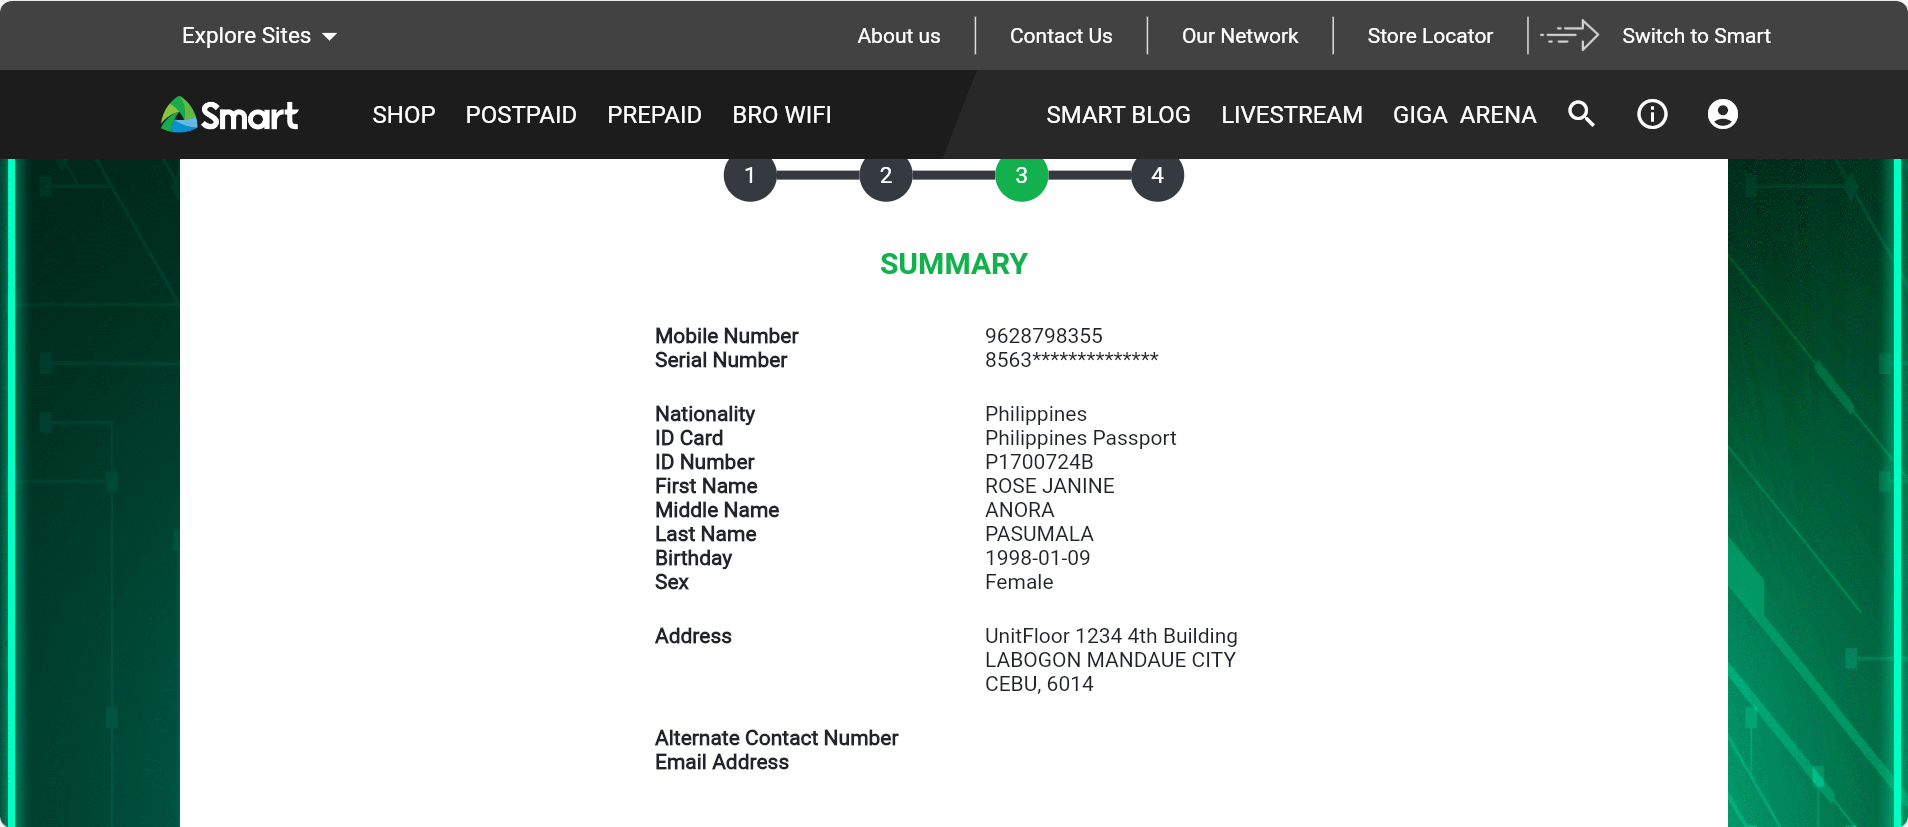 Explore Sites
About us
Contact Us
Our Network
Store Locator
Switch to Smart
Smart
SHOP
POSTPAID
PREPAID
BRO WIFI
SMART BLOG
LIVESTREAM
GIGA ARENA
1
2
3
4
SUMMARY
Mobile Number 9628798355
Serial Number 8563**************
Nationality Philippines
ID Card Philippines Passport
ID Number P1700724B
First Name ROSE JANINE
Middle Name ANORA
Last Name PASUMALA
Birthday 1998-01-09
Sex Female
Address UnitFloor 1234 4th Building
LABOGON MANDAUE CITY
CEBU, 6014
Alternate Contact Number
Email Address